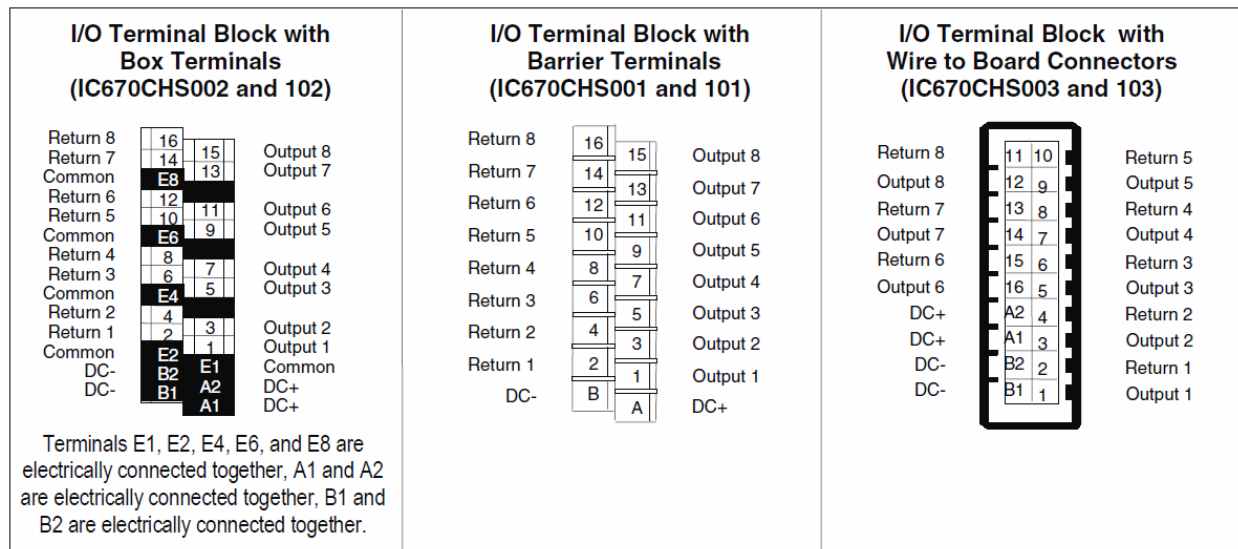 I/O Terminal Block with
Box Terminals
(IC670CHS002 and 102)
Return 8 16
15 Output 8
Return 7 14
13 Output 7
Common E8
Return 6 12
11 Output 6
Return 5 10
9 Output 5
Common E6
Return 4 8
7 Output 4
Return 3 6
5 Output 3
Common E4
Return 2 4
3 Output 2
Return 1 2
1 Output 1
Common E2
E1 Common
DC- B2
A2 DC+
DC- B1
A1 DC+
Terminals E1, E2, E4, E6, and E8 are
electrically connected together, A1 and A2
are electrically connected together, B1 and
B2 are electrically connected together.
I/O Terminal Block with
Barrier Terminals
(IC670CHS001 and 101)
Return 8 16
15 Output 8
Return 7 14
13 Output 7
Return 6 12
11 Output 6
Return 5 10
9 Output 5
Return 4 8
7 Output 4
Return 3 6
5 Output 3
Return 2 4
3 Output 2
Return 1 2
1 Output 1
DC- B
A DC+
I/O Terminal Block with
Wire to Board Connectors
(IC670CHS003 and 103)
Return 8 11 10 Return 5
Output 8 12 9 Output 5
Return 7 13 8 Return 4
Output 7 14 7 Output 4
Return 6 15 6 Return 3
Output 6 16 5 Output 3
DC+ A2 4 Return 2
DC+ A1 3 Output 2
DC- B2 2 Return 1
DC- B1 1 Output 1